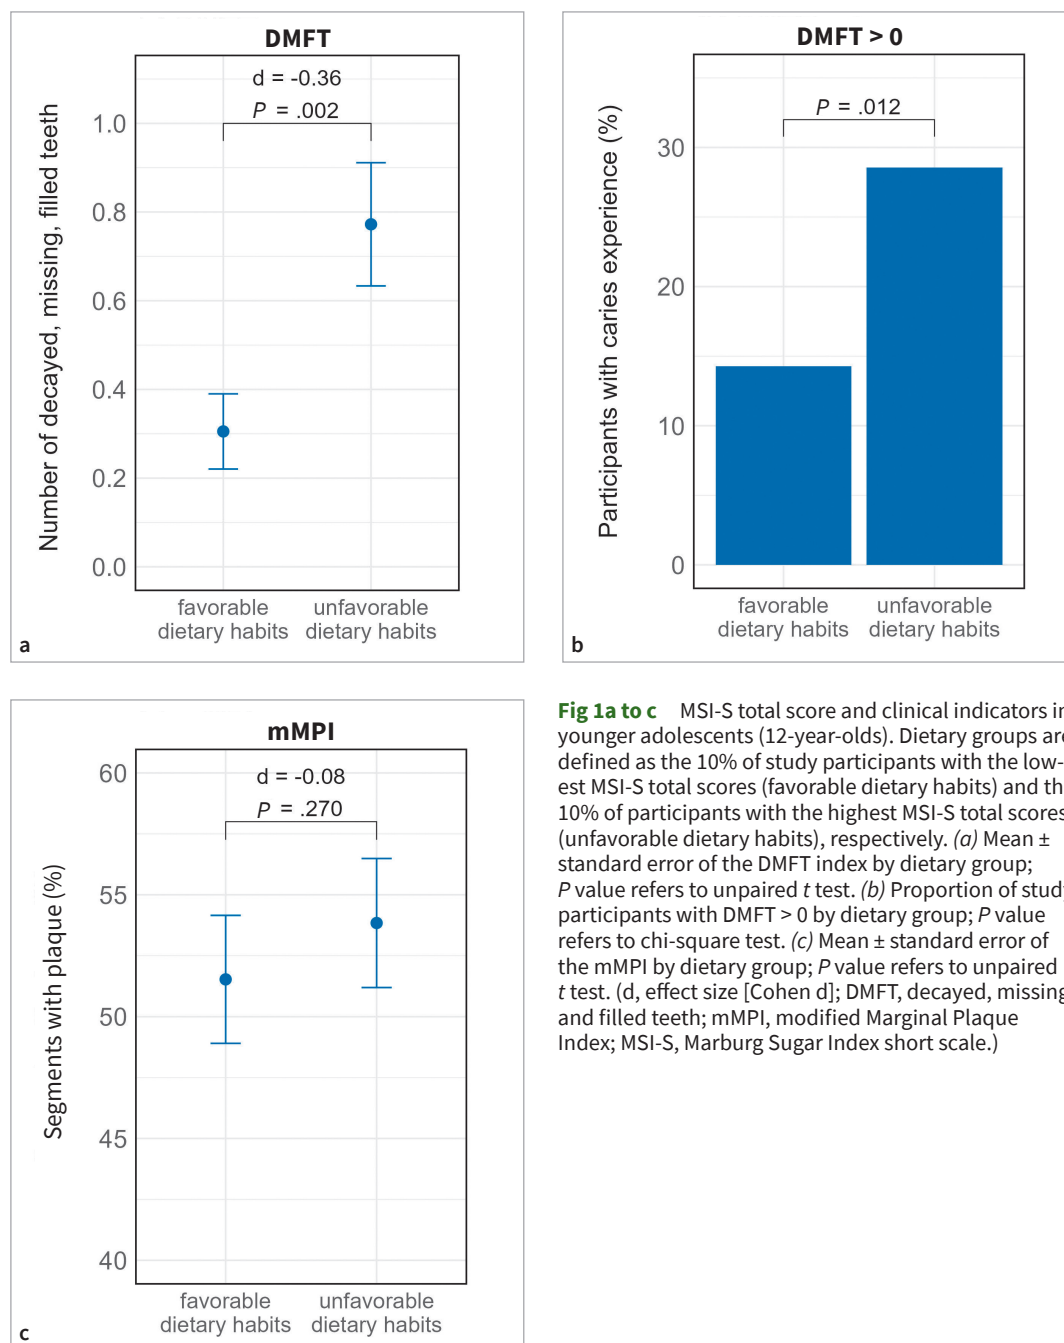 DMFT
d = -0.36
P = .002
Number of decayed, missing, filled teeth
1.0
0.8
0.6
0.4
0.2
0.0
favorable
dietary habits
unfavorable
dietary habits
a
DMFT > 0
P = .012
Participants with caries experience (%)
30
20
10
0
favorable
dietary habits
unfavorable
dietary habits
b
mMPI
d = -0.08
P = .270
Segments with plaque (%)
60
55
50
45
40
favorable
dietary habits
unfavorable
dietary habits
c
Fig 1a to c MSI-S total score and clinical indicators in
younger adolescents (12-year-olds). Dietary groups are
defined as the 10% of study participants with the low-
est MSI-S total scores (favorable dietary habits) and th
10% of participants with the highest MSI-S total scores
(unfavorable dietary habits), respectively. (a) Mean ±
standard error of the DMFT index by dietary group;
P value refers to unpaired t test. (b) Proportion of study
participants with DMFT > 0 by dietary group; P value
refers to chi-square test. (c) Mean ± standard error of
the mMPI by dietary group; P value refers to unpaired
t test. (d, effect size [Cohen d]; DMFT, decayed, missing
and filled teeth; mMPI, modified Marginal Plaque
Index; MSI-S, Marburg Sugar Index short scale.)